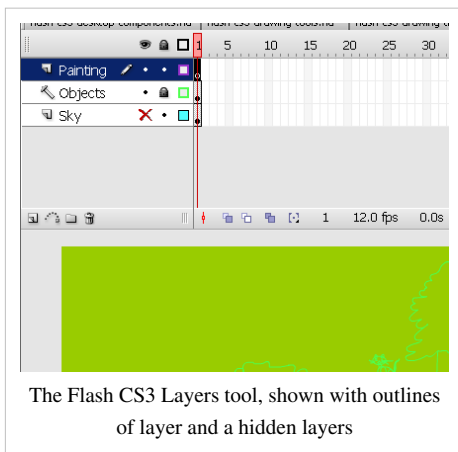 1 5 10 15 20 25 30
Painting
Objects
Sky
1 12.0 fps 0.0s
The Flash CS3 Layers tool, shown with outlines
of layer and a hidden layers